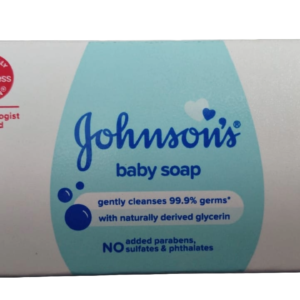 Johnson's®
baby soap
gently cleanses 99.9% germs*
with naturally derived glycerin
NO added parabens,
sulfates & phthalates